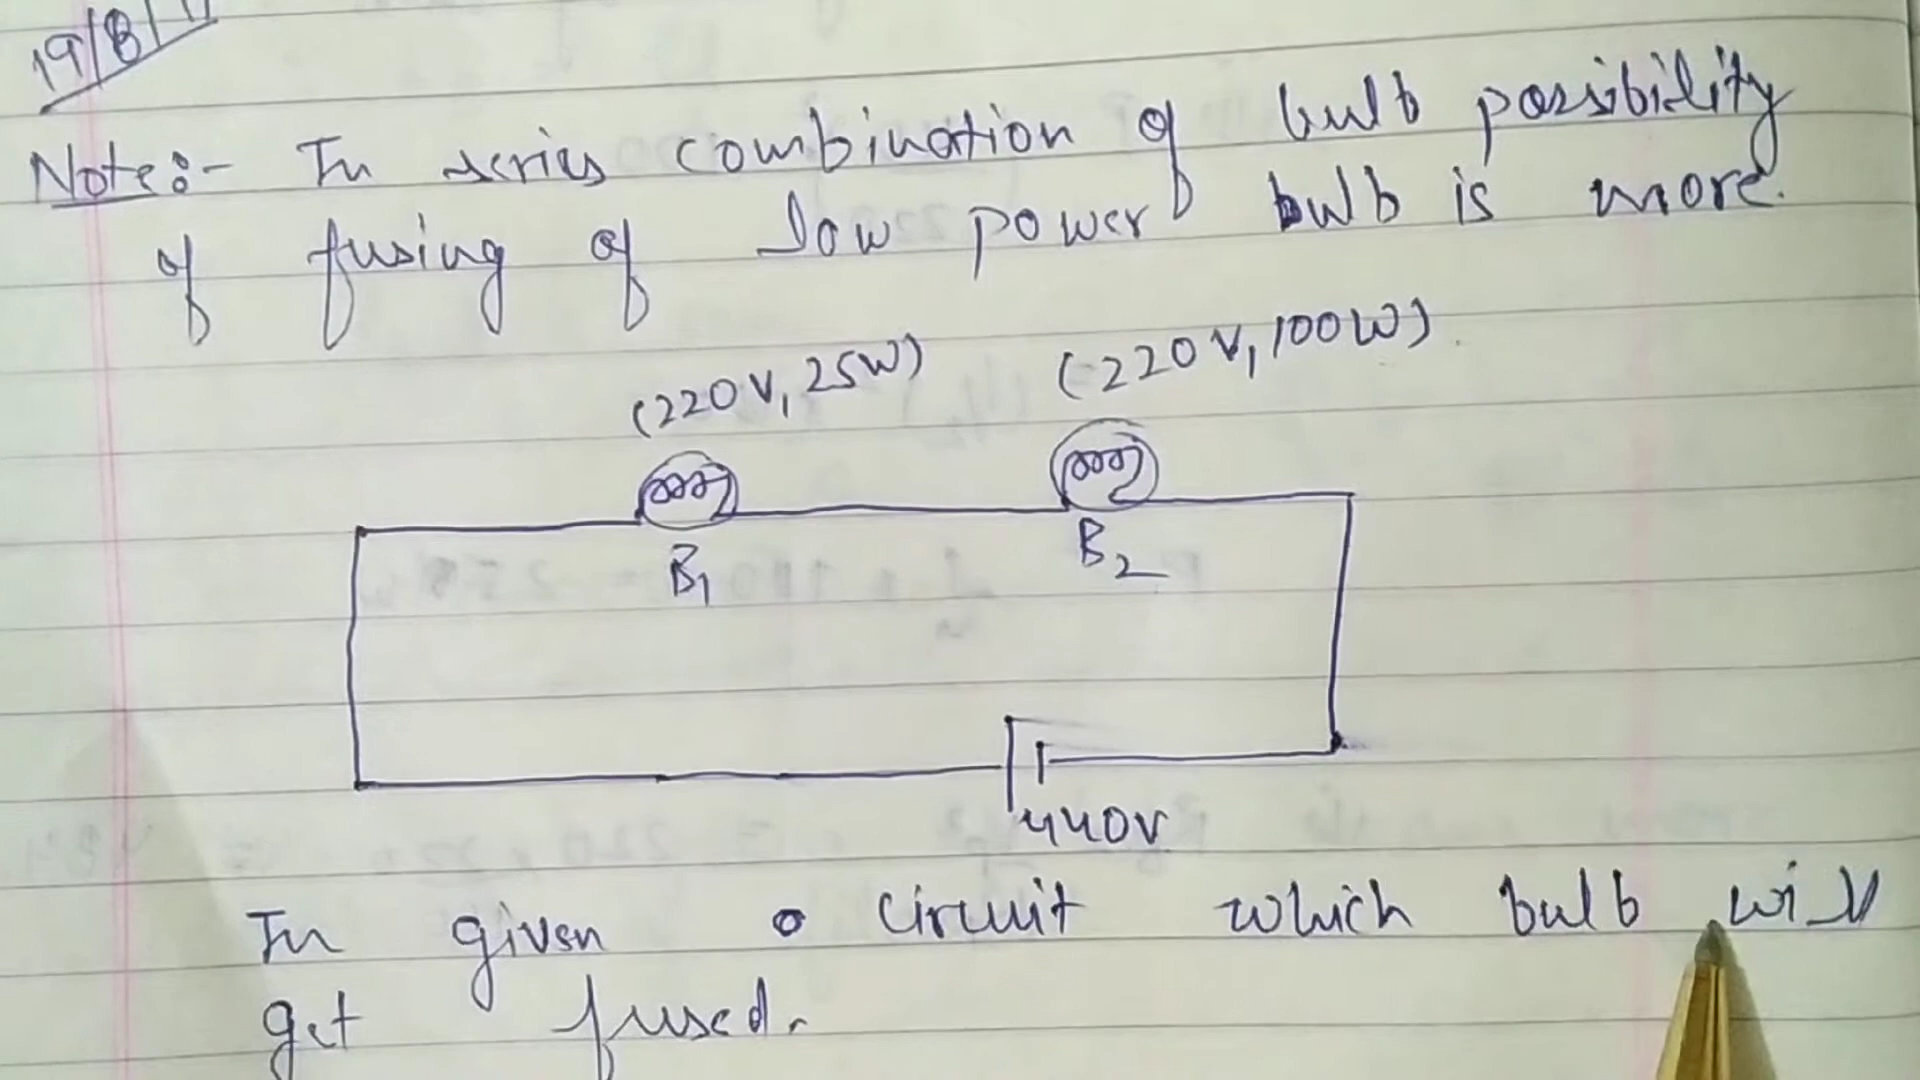 19/8/
Note:- In series combination of bulb possibility
of fusing of low power bulb is more.
(220V, 25W) (220V, 100W)
B1 B2
440V
In given circuit which bulb will
get fused.